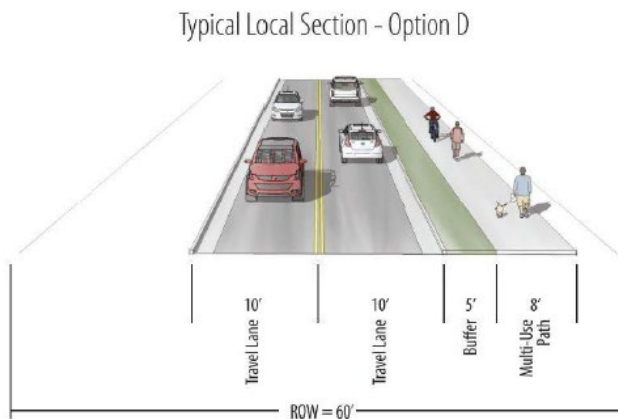 Typical Local Section - Option D
10'
Travel Lane
10'
Travel Lane
5'
Buffer
8'
Multi-Use
Path
ROW = 60'